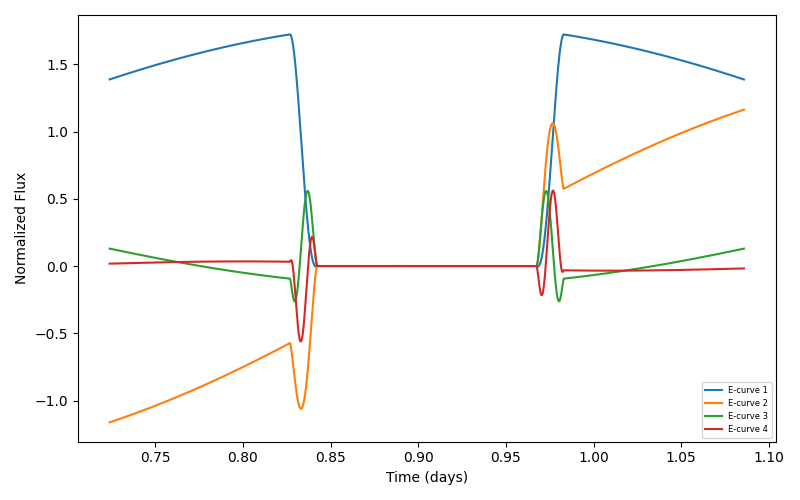 1.5
1.0
0.5
0.0
−0.5
−1.0
Normalized Flux
0.75
0.80
0.85
0.90
0.95
1.00
1.05
1.10
Time (days)
E-curve 1
E-curve 2
E-curve 3
E-curve 4